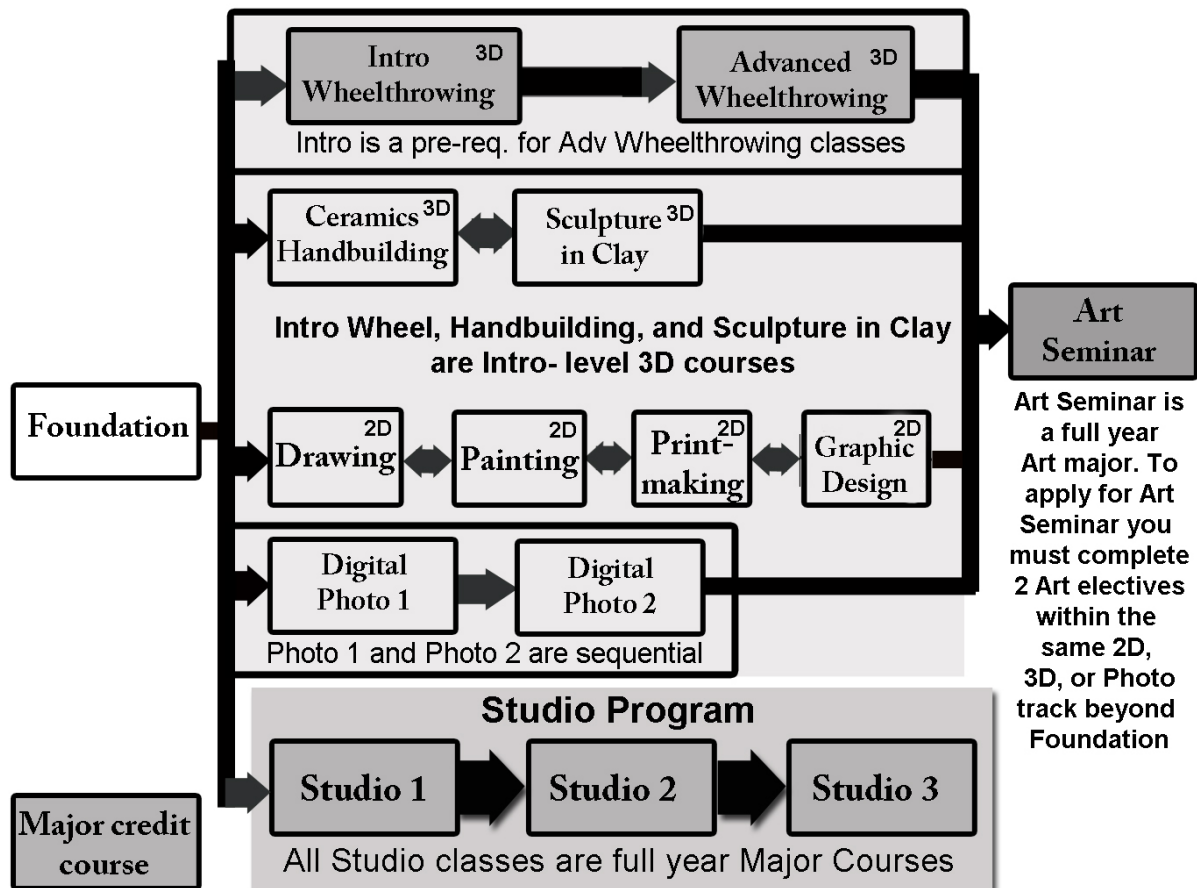 Intro 3D
Wheelthrowing
Advanced 3D
Wheelthrowing
Intro is a pre-req. for Adv Wheelthrowing classes
Ceramics 3D
Handbuilding
Sculpture 3D
in Clay
Intro Wheel, Handbuilding, and Sculpture in Clay
are Intro- level 3D courses
Art
Seminar
Foundation
2D
Drawing
2D
Painting
2D
Print-
making
2D
Graphic
Design
Art Seminar is
a full year
Art major. To
apply for Art
Seminar you
must complete
2 Art electives
within the
same 2D,
3D, or Photo
track beyond
Foundation
Digital
Photo 1
Digital
Photo 2
Photo 1 and Photo 2 are sequential
Studio Program
Studio 1
Studio 2
Studio 3
All Studio classes are full year Major Courses
Major credit
course